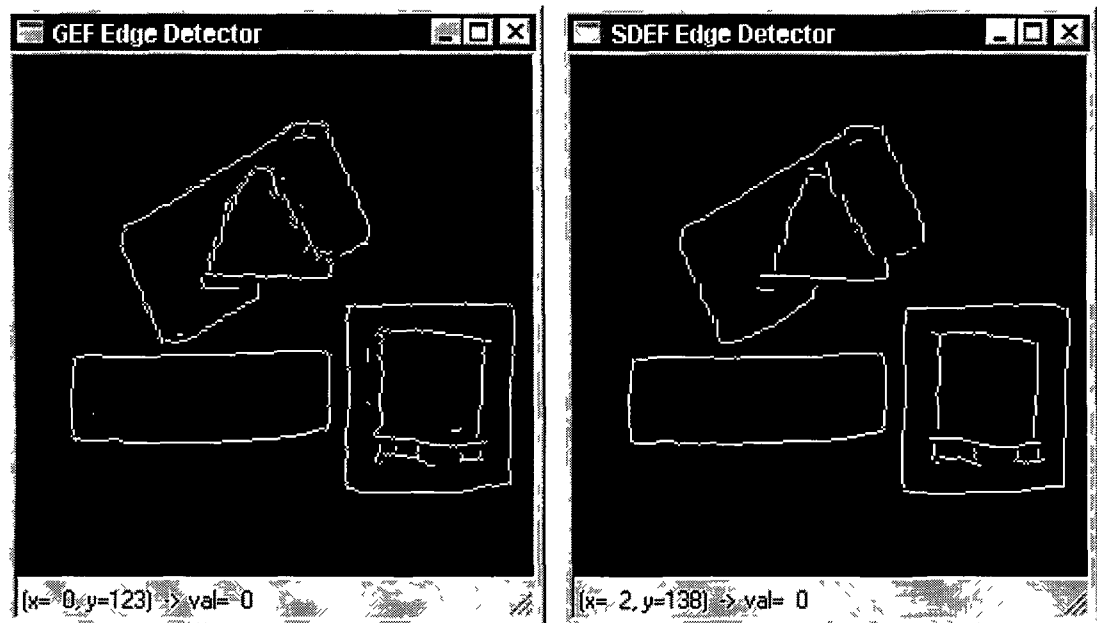 GEF Edge Detector
(x= 0, y=123) -> val= 0
SDEF Edge Detector
(x= 2, y=138) -> val= 0